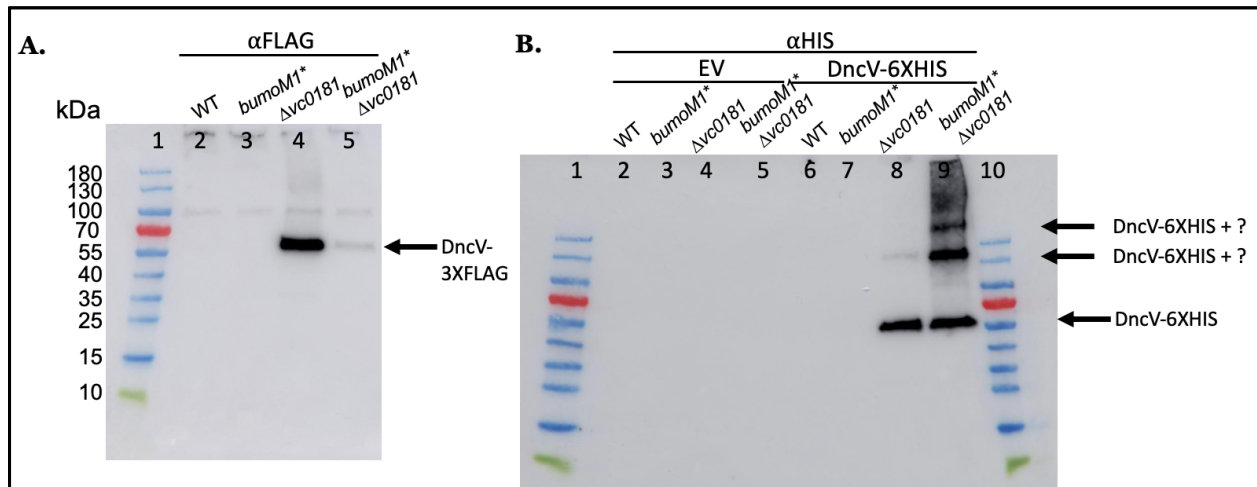 A.
αFLAG
WT
bumoM1*
Δvc0181
bumoM1*
Δvc0181
kDa
1 2 3 4 5
180
130
100
70
55
40
35
25
15
10
DncV-
3XFLAG
B.
αHIS
EV DncV-6XHIS
WT
bumoM1*
Δvc0181
bumoM1*
Δvc0181
WT
bumoM1*
Δvc0181
bumoM1*
Δvc0181
1 2 3 4 5 6 7 8 9 10
DncV-6XHIS + ?
DncV-6XHIS + ?
DncV-6XHIS